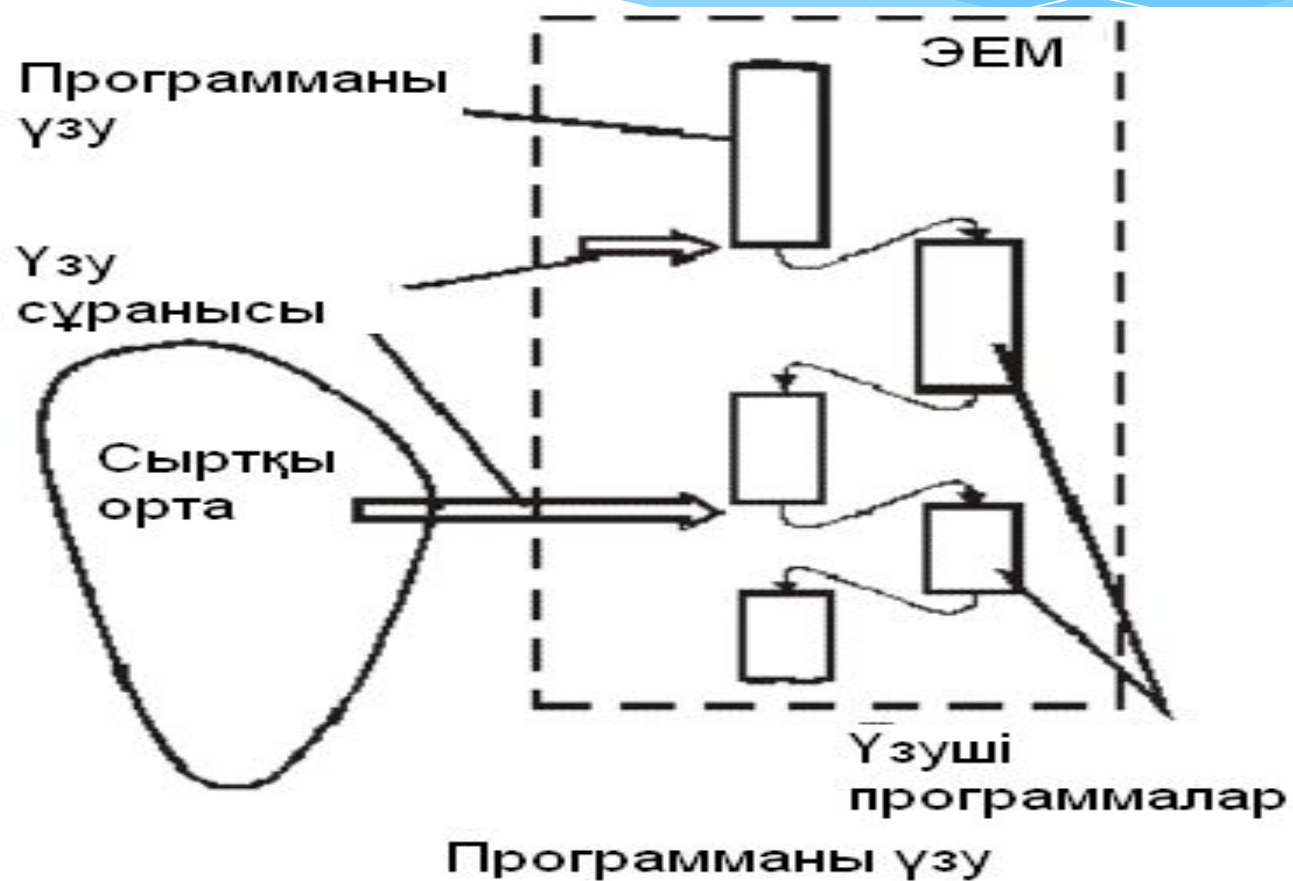 ЭЕМ
Программаны
үзу
Үзу
сұранысы
Сыртқы
орта
Үзуші
программалар
Программаны үзу